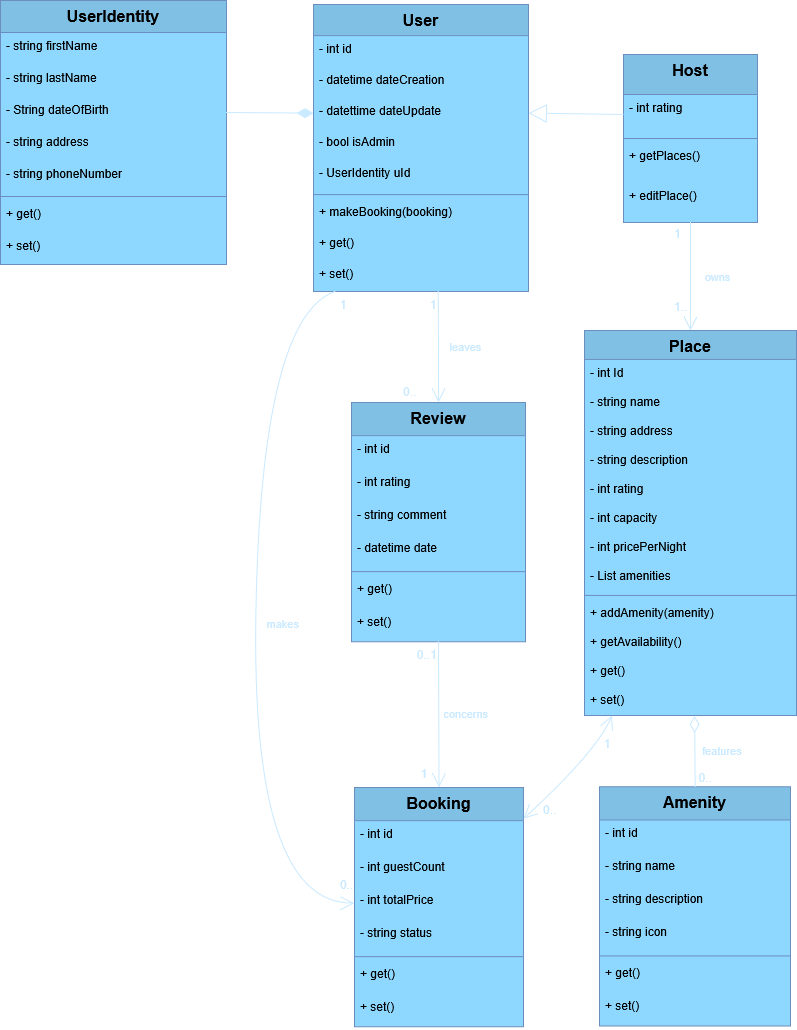 UserIdentity
- string firstName
- string lastName
- String dateOfBirth
- string address
- string phoneNumber
+ get()
+ set()
User
- int id
- datetime dateCreation
- datettime dateUpdate
- bool isAdmin
- UserIdentity uId
+ makeBooking(booking)
+ get()
+ set()
Host
- int rating
+ getPlaces()
+ editPlace()
1
owns
1..
1
makes
0..
1
leaves
0..
Review
- int id
- int rating
- string comment
- datetime date
+ get()
+ set()
0..1
concerns
1
Place
- int Id
- string name
- string address
- string description
- int rating
- int capacity
- int pricePerNight
- List amenities
+ addAmenity(amenity)
+ getAvailability()
+ get()
+ set()
1
0..
features
0..
Booking
- int id
- int guestCount
- int totalPrice
- string status
+ get()
+ set()
Amenity
- int id
- string name
- string description
- string icon
+ get()
+ set()